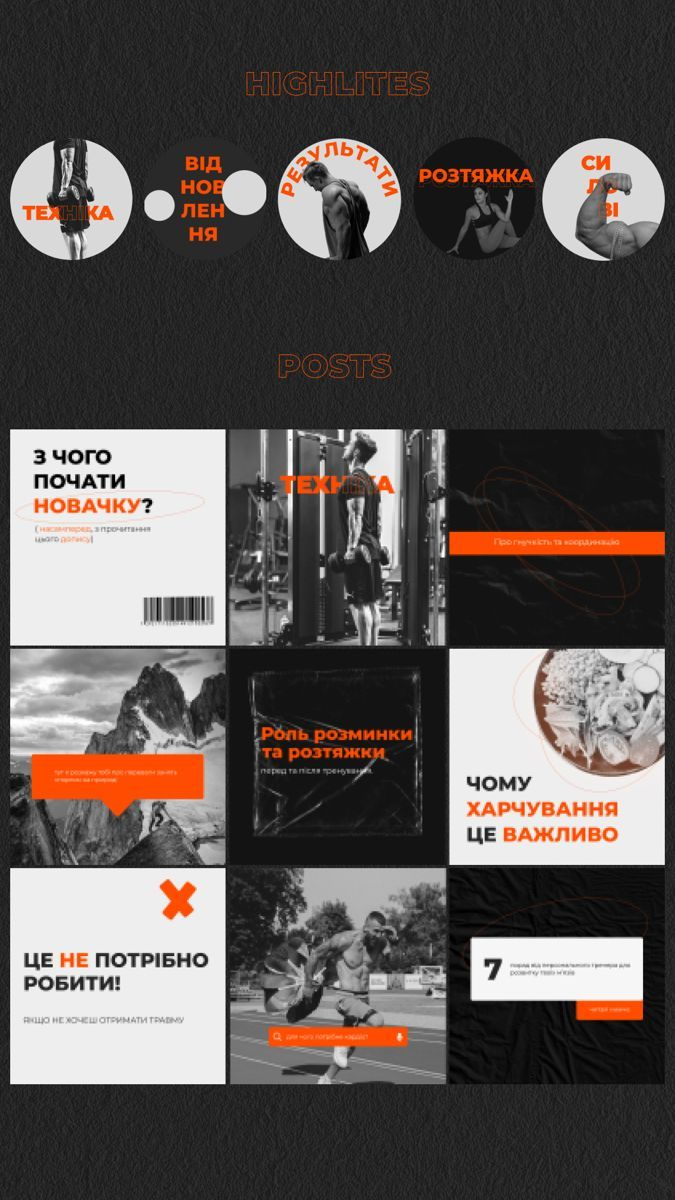 HIGHLITES
ТЕХНІКА
ВІД
НОВ
ЛЕН
НЯ
РЕЗУЛЬТАТИ
РОЗТЯЖКА
СИ
ЛО
ВІ
POSTS
З ЧОГО
ПОЧАТИ
НОВАЧКУ?
( насамперед, з прочитання
цього допису)
ТЕХНІКА
Про гнучкість та координацію
тут я розкажу тобі про переваги занять
спортом на природі
Роль розминки
та розтяжки
перед та після тренування.
ЧОМУ
ХАРЧУВАННЯ
ЦЕ ВАЖЛИВО
ЦЕ НЕ ПОТРІБНО
РОБИТИ!
ЯКЩО НЕ ХОЧЕШ ОТРИМАТИ ТРАВМУ
для чого потрібно кардіо?
7
порад від персонального тренера для
розвитку твоїх м'язів
читай нижче